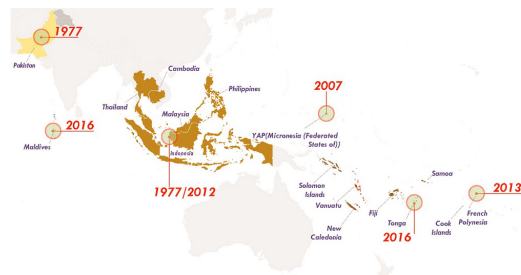 1977
Pakistan
Cambodia
Philippines
2007
Thailand
Malaysia
2016
Maldives
YAP(Micronesia (Federated
States of))
Indonesia
1977/2012
Solomon
Islands
Samoa
Vanuatu
2013
Fiji
Tonga
Cook
Islands
French
Polynesia
New
Caledonia
2016